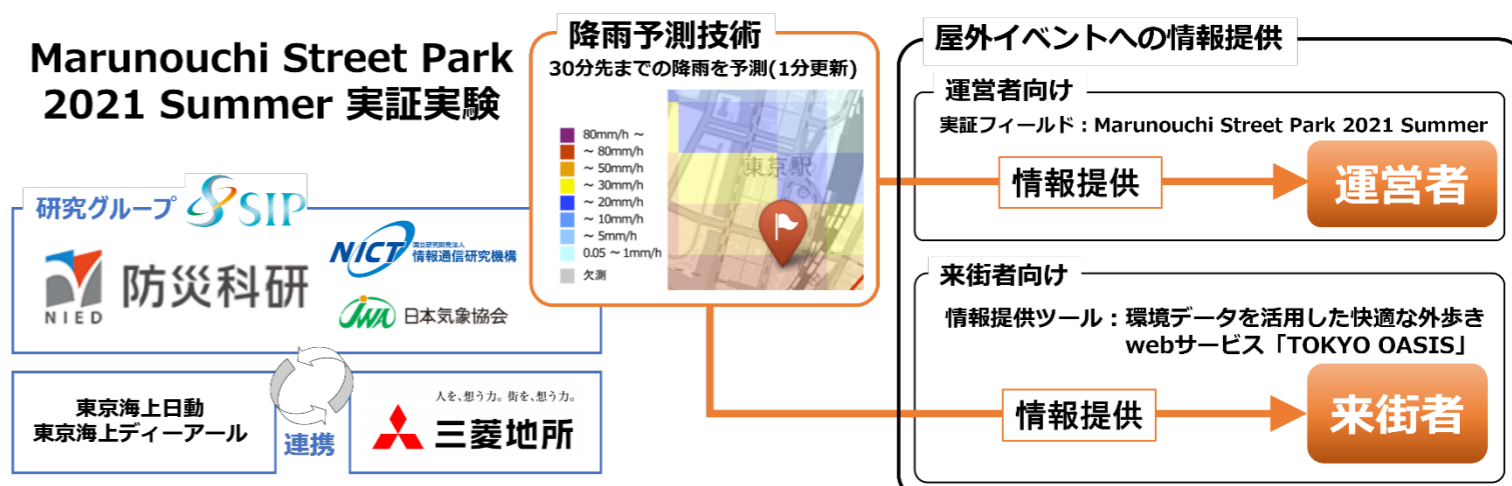 Marunouchi Street Park
2021 Summer 実証実験
研究グループ
SIP
NIED
防災科研
NICT
国立研究開発法人
情報通信研究機構
JWA 日本気象協会
東京海上日動
東京海上ディーアール
連携
人を、想う力。街を、想う力。
三菱地所
降雨予測技術
30分先までの降雨を予測(1分更新)
80mm/h ～
～ 80mm/h
～ 50mm/h
～ 30mm/h
～ 20mm/h
～ 10mm/h
～ 5mm/h
0.05 ～ 1mm/h
欠測
東京駅
屋外イベントへの情報提供
運営者向け
実証フィールド：Marunouchi Street Park 2021 Summer
情報提供
運営者
来街者向け
情報提供ツール：環境データを活用した快適な外歩き
webサービス「TOKYO OASIS」
情報提供
来街者